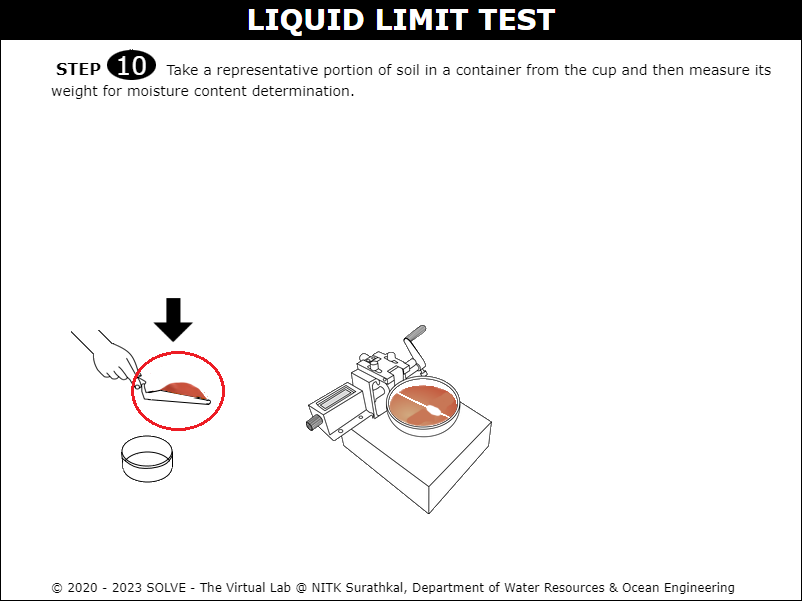 LIQUID LIMIT TEST
STEP 10 Take a representative portion of soil in a container from the cup and then measure its
weight for moisture content determination.
© 2020 - 2023 SOLVE - The Virtual Lab @ NITK Surathkal, Department of Water Resources & Ocean Engineering